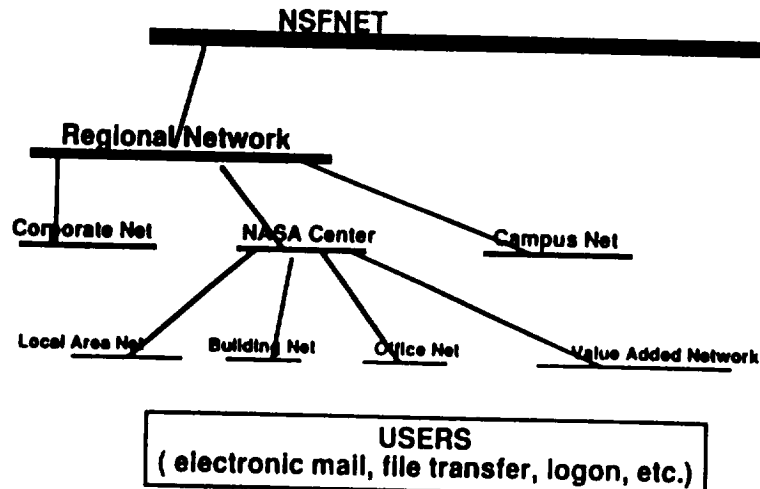 NSFNET
Regional Network
Corporate Net
NASA Center
Campus Net
Local Area Net
Building Net
Office Net
Value Added Network
USERS
( electronic mail, file transfer, logon, etc.)